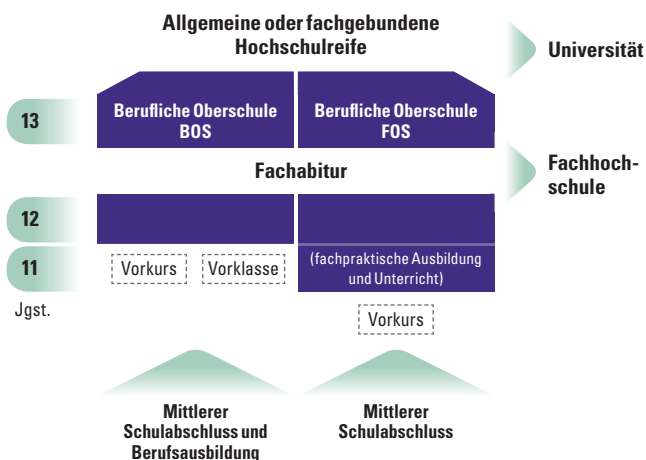 Allgemeine oder fachgebundene
Hochschulreife
Universität
13
Berufliche Oberschule
BOS
Berufliche Oberschule
FOS
Fachabitur
Fachhoch-
schule
12
11
Vorkurs
Vorklasse
(fachpraktische Ausbildung
und Unterricht)
Jgst.
Vorkurs
Mittlerer
Schulabschluss und
Berufsausbildung
Mittlerer
Schulabschluss